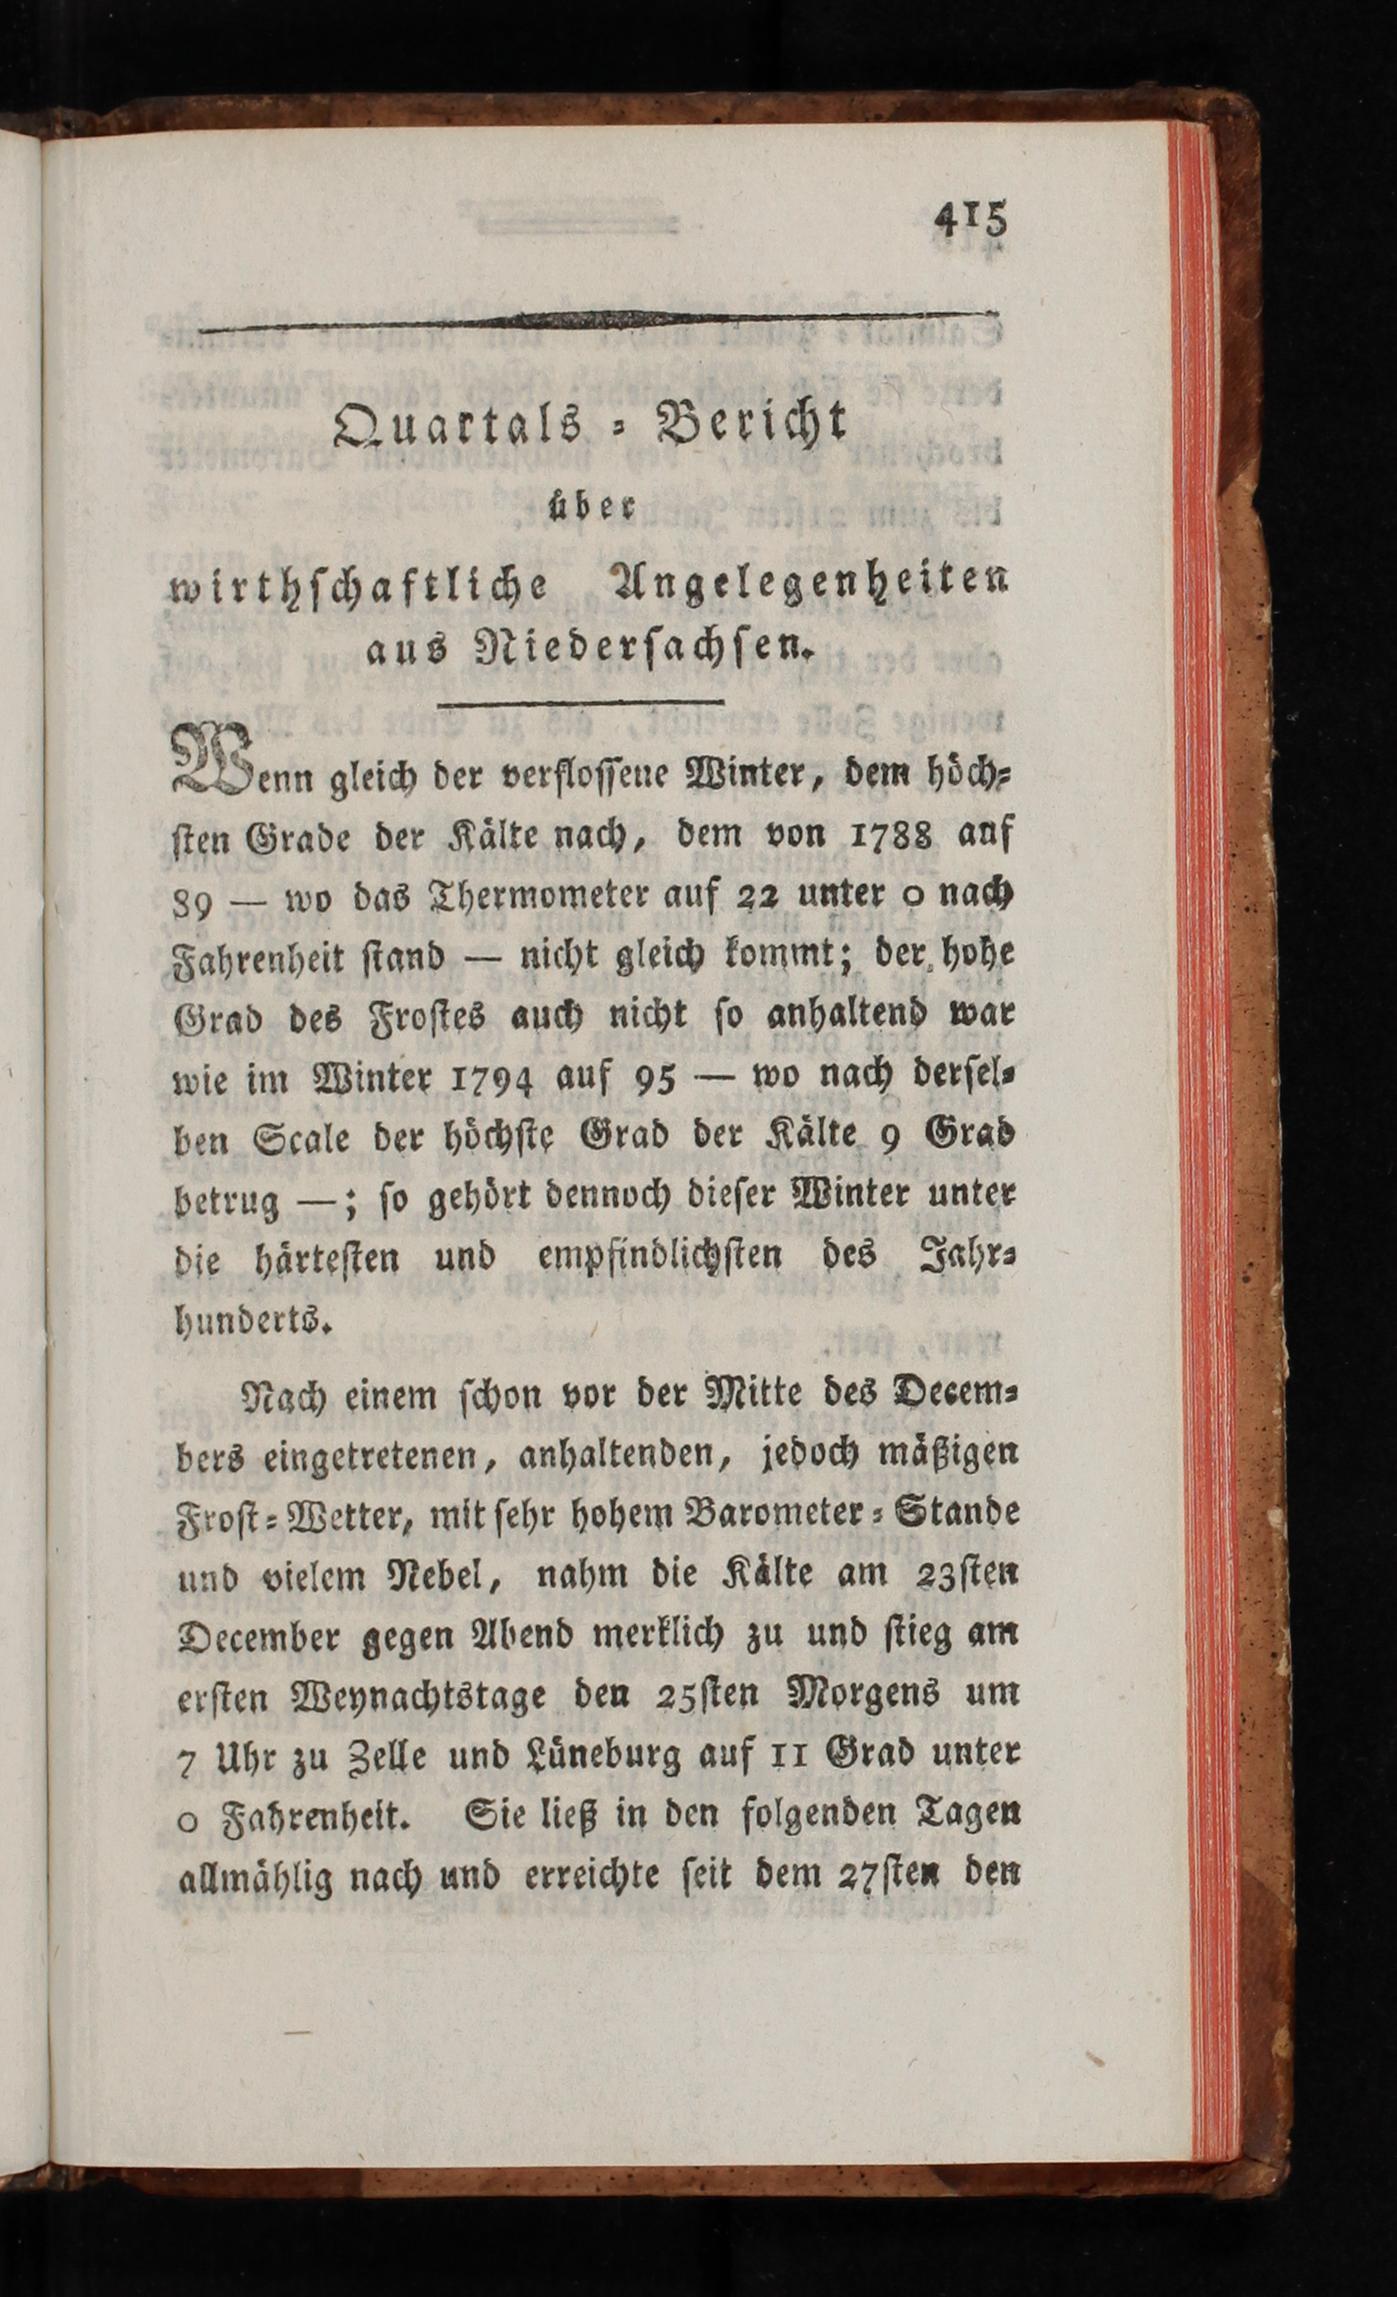 415
Quartals-Bericht
über
wirthschaftliche Angelegenheiten
aus Niedersachsen.
Wenn gleich der verflossene Winter, dem höch-
sten Grade der Kälte nach, dem von 1788 auf
89 — wo das Thermometer auf 22 unter 0 nach
Fahrenheit stand — nicht gleich kommt; der hohe
Grad des Frostes auch nicht so anhaltend war
wie im Winter 1794 auf 95 — wo nach dersel-
ben Scale der höchste Grad der Kälte 9 Grad
betrug —; so gehört dennoch dieser Winter unter
die härtesten und empfindlichsten des Jahr-
hunderts.
Nach einem schon vor der Mitte des Decem-
bers eingetretenen, anhaltenden, jedoch mäßigen
Frost-Wetter, mit sehr hohem Barometer-Stande
und vielem Nebel, nahm die Kälte am 23sten
December gegen Abend merklich zu und stieg am
ersten Weynachtstage den 25sten Morgens um
7 Uhr zu Zelle und Lüneburg auf 11 Grad unter
0 Fahrenheit. Sie ließ in den folgenden Tagen
allmählig nach und erreichte seit dem 27sten den